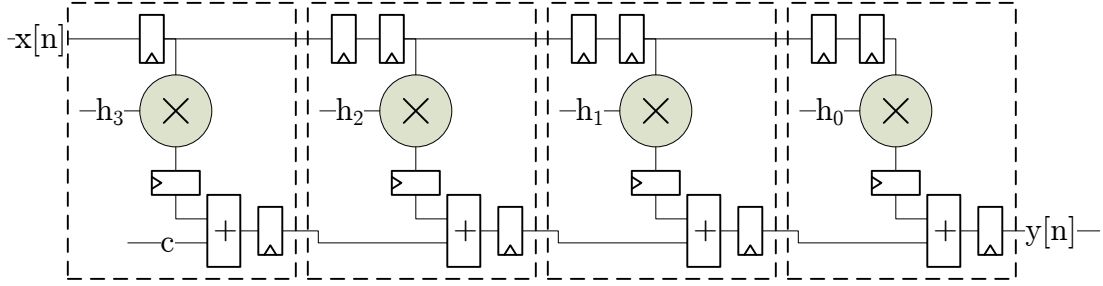 x[n]
h₃ h₂ h₁ h₀
+ + + +
c y[n]